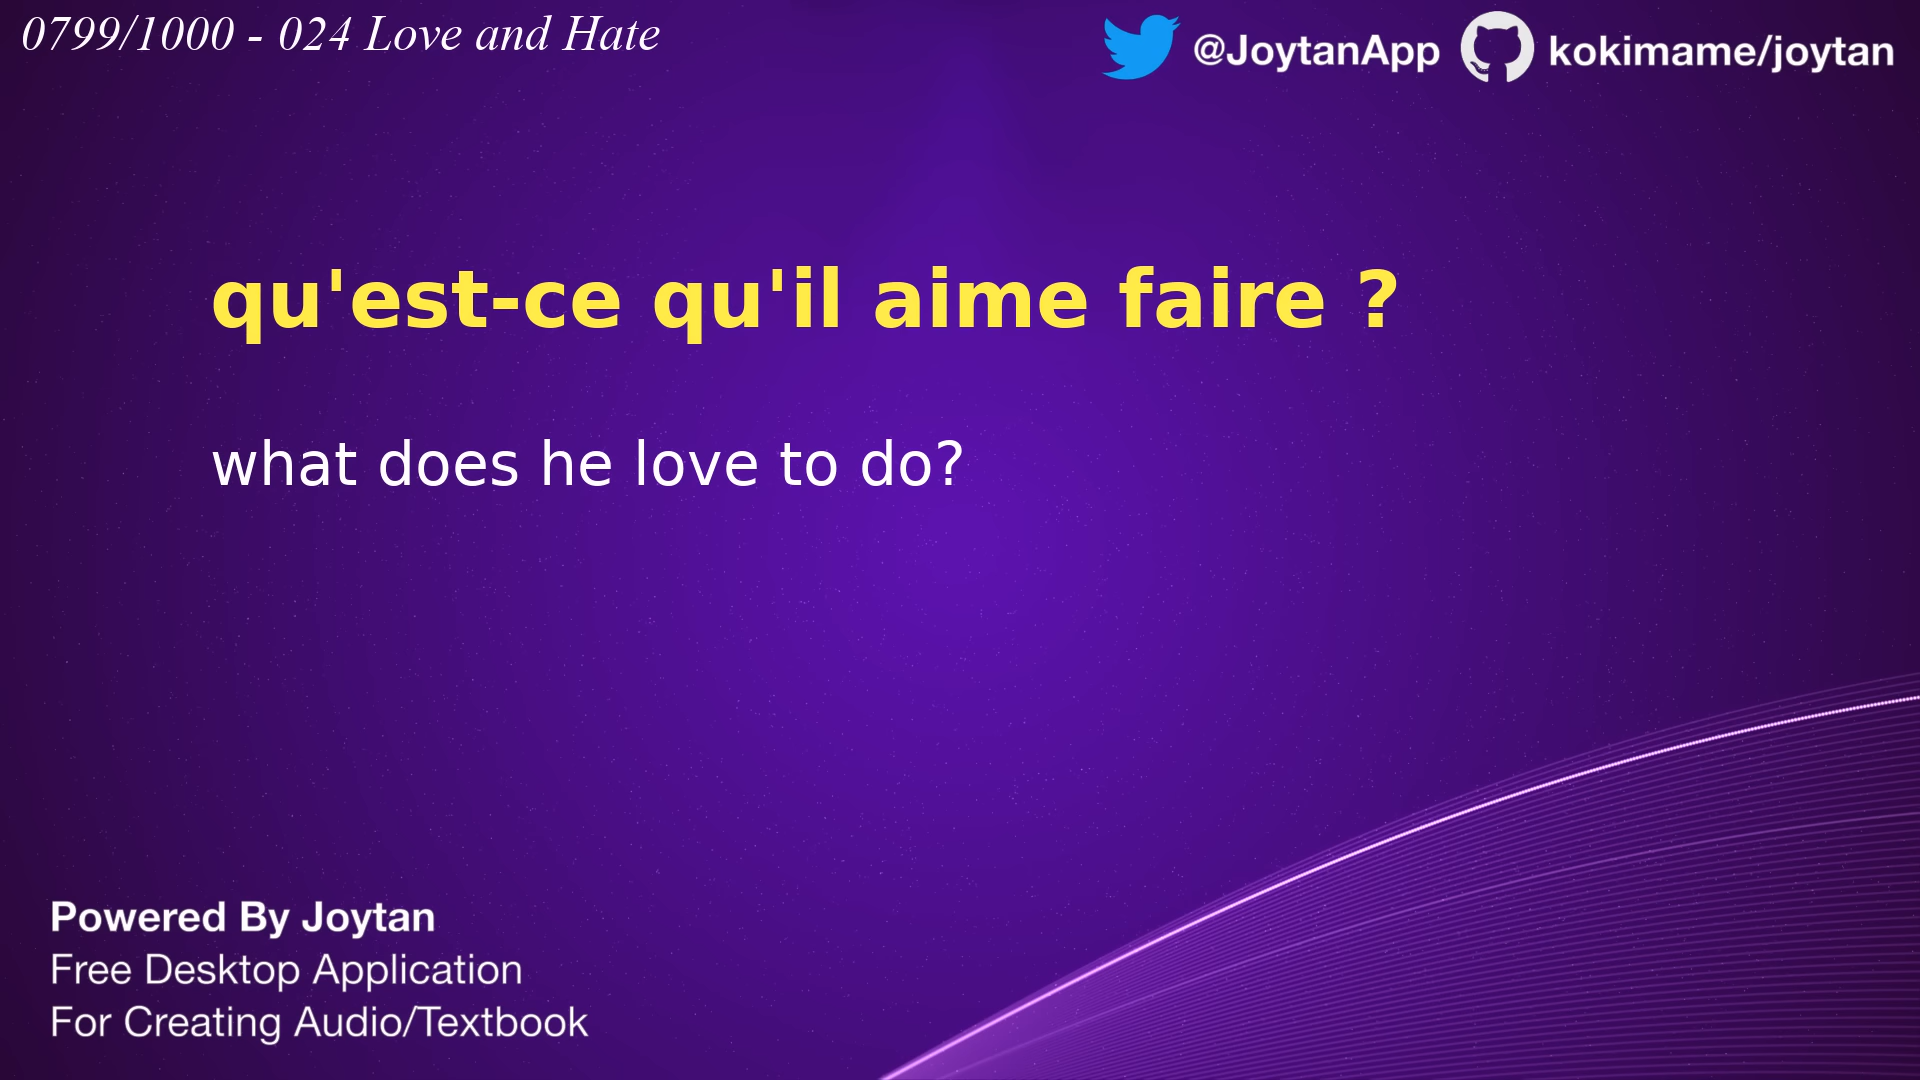 0799/1000 - 024 Love and Hate
@JoytanApp
kokimame/joytan
qu'est-ce qu'il aime faire ?
what does he love to do?
Powered By Joytan
Free Desktop Application
For Creating Audio/Textbook